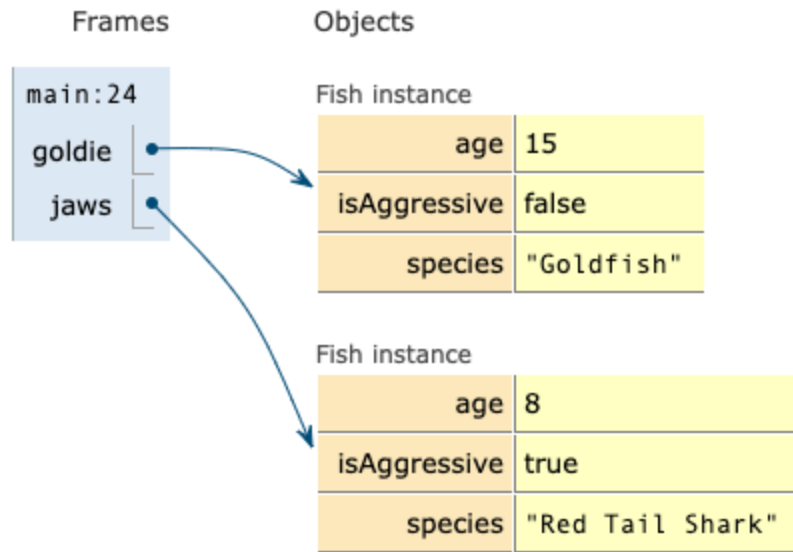 Frames Objects
main:24
goldie
jaws
Fish instance
age 15
isAggressive false
species "Goldfish"
Fish instance
age 8
isAggressive true
species "Red Tail Shark"